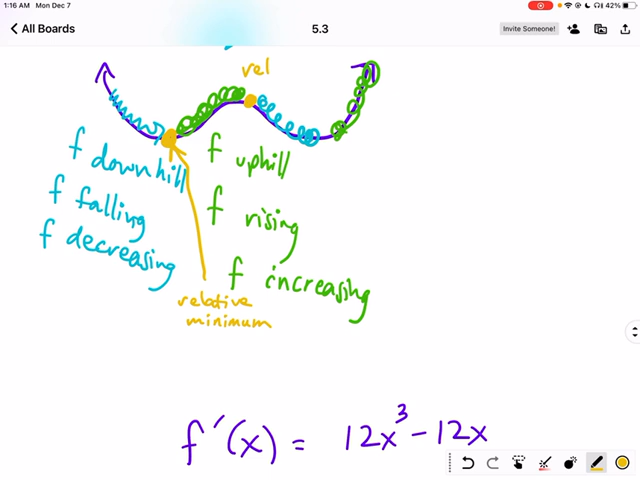 1:16 AM Mon Dec 7
42%
All Boards
5.3
Invite Someone!
rel
f downhill
f uphill
f falling
f rising
f decreasing
f increasing
relative
minimum
f'(x) = 12x³ - 12x